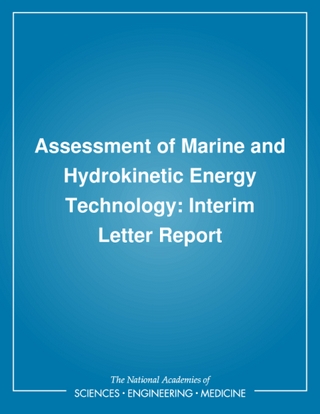 Assessment of Marine and
Hydrokinetic Energy
Technology: Interim
Letter Report
The National Academies of
SCIENCES • ENGINEERING • MEDICINE